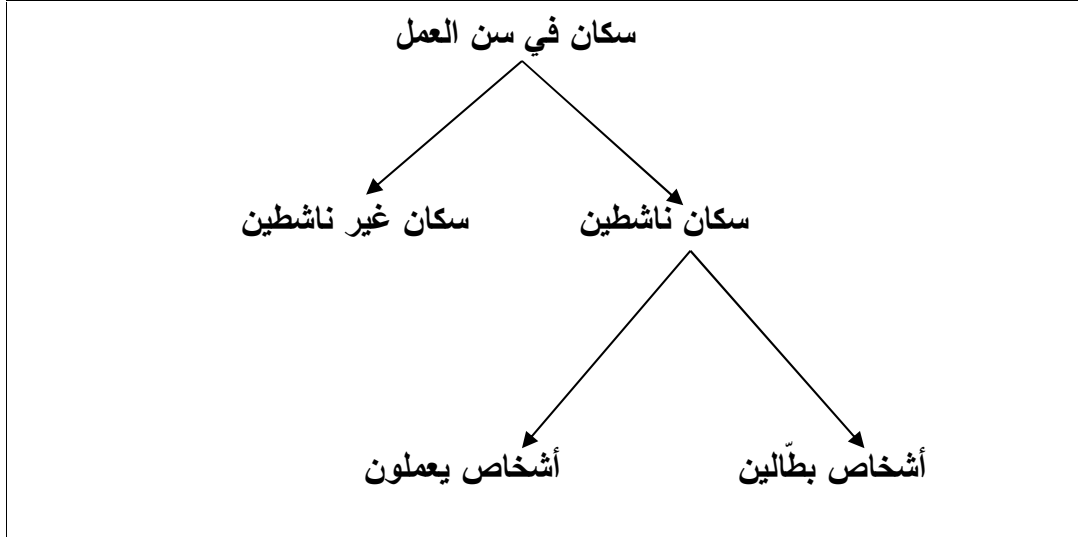 سكان في سن العمل
سكان ناشطين
سكان غير ناشطين
أشخاص بطّالين
أشخاص يعملون